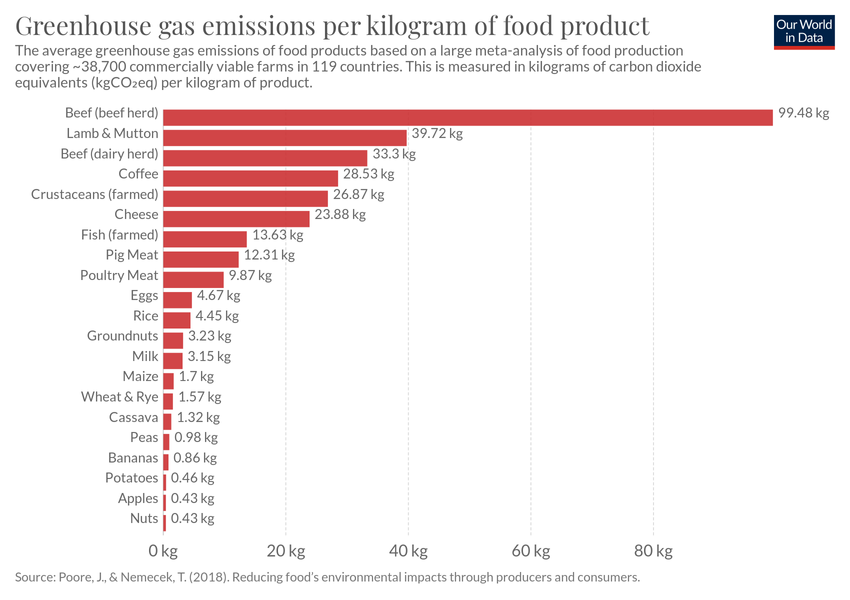 Greenhouse gas emissions per kilogram of food product
Our World
in Data
The average greenhouse gas emissions of food products based on a large meta-analysis of food production
covering ~38,700 commercially viable farms in 119 countries. This is measured in kilograms of carbon dioxide
equivalents (kgCO₂eq) per kilogram of product.
Beef (beef herd) 99.48 kg
Lamb & Mutton 39.72 kg
Beef (dairy herd) 33.3 kg
Coffee 28.53 kg
Crustaceans (farmed) 26.87 kg
Cheese 23.88 kg
Fish (farmed) 13.63 kg
Pig Meat 12.31 kg
Poultry Meat 9.87 kg
Eggs 4.67 kg
Rice 4.45 kg
Groundnuts 3.23 kg
Milk 3.15 kg
Maize 1.7 kg
Wheat & Rye 1.57 kg
Cassava 1.32 kg
Peas 0.98 kg
Bananas 0.86 kg
Potatoes 0.46 kg
Apples 0.43 kg
Nuts 0.43 kg
0 kg 20 kg 40 kg 60 kg 80 kg
Source: Poore, J., & Nemecek, T. (2018). Reducing food's environmental impacts through producers and consumers.